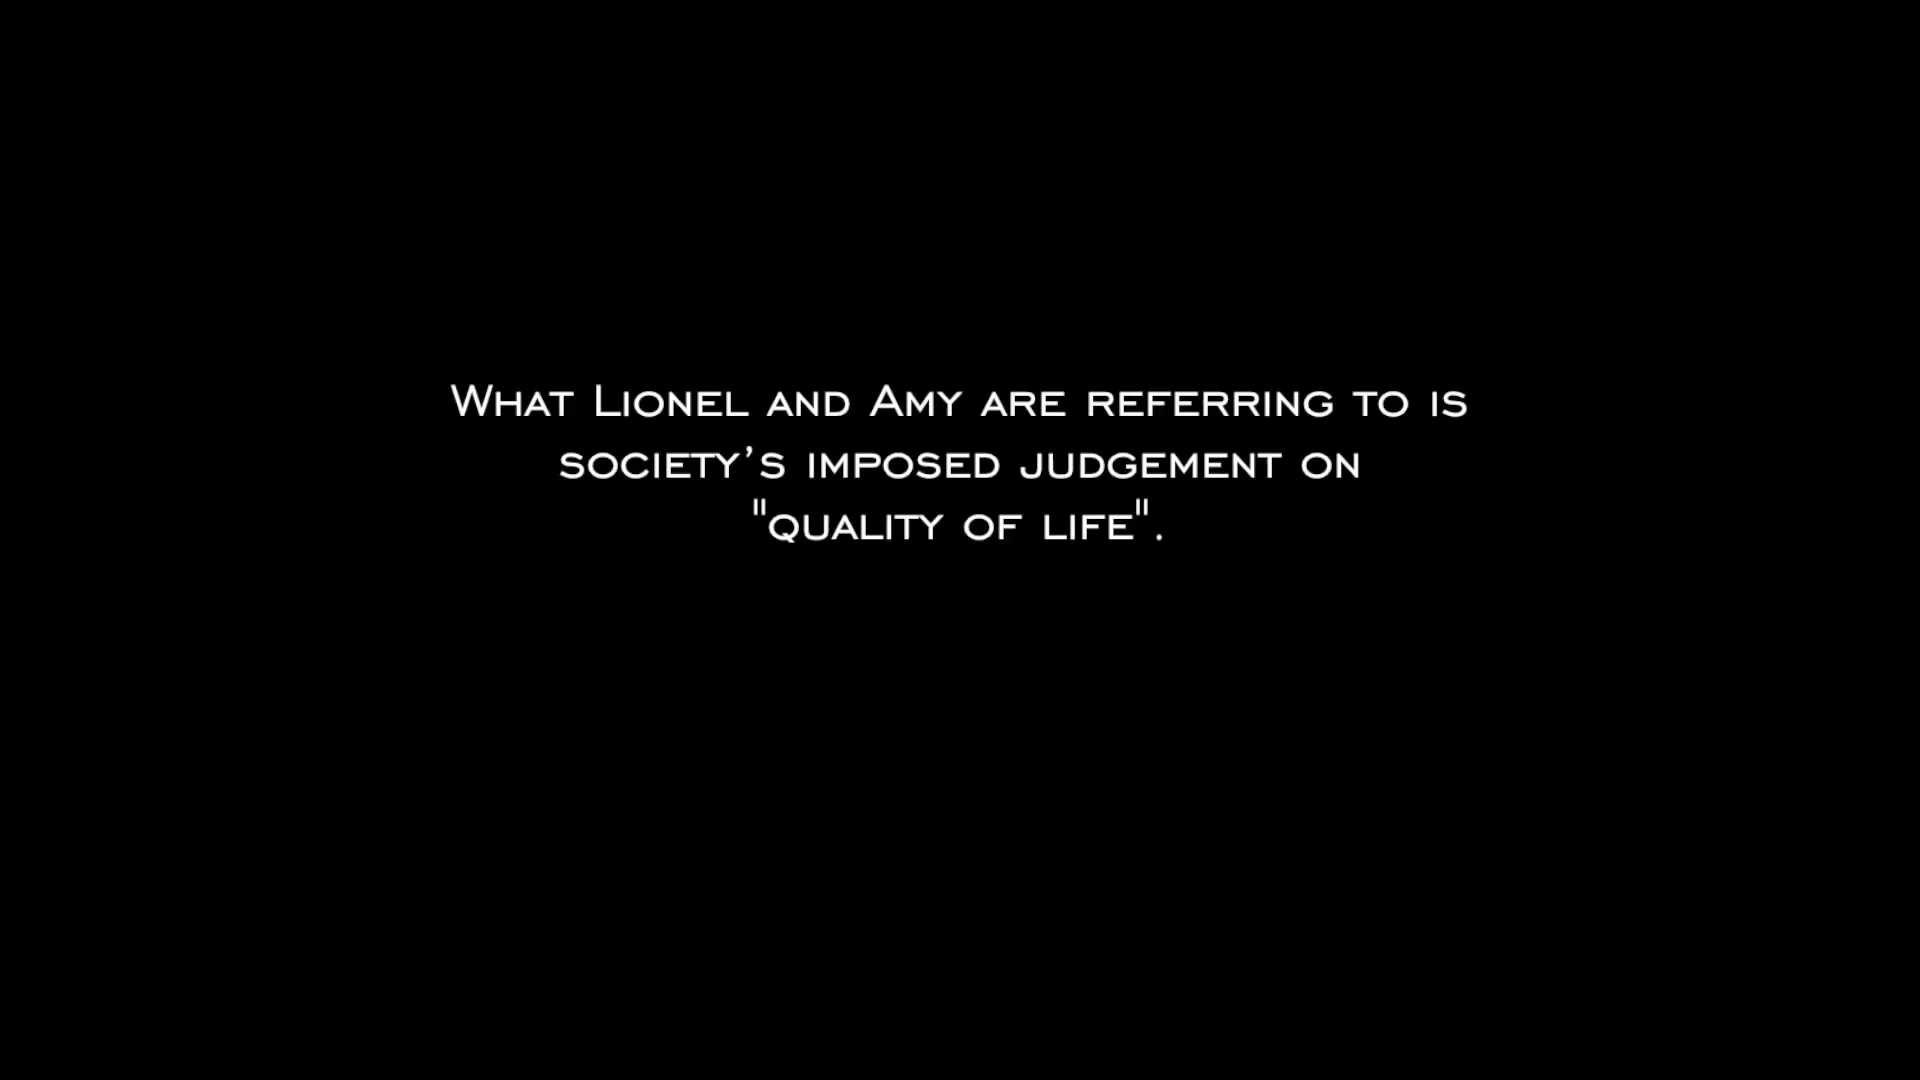 What Lionel and Amy are referring to is
society’s imposed judgement on
"quality of life".